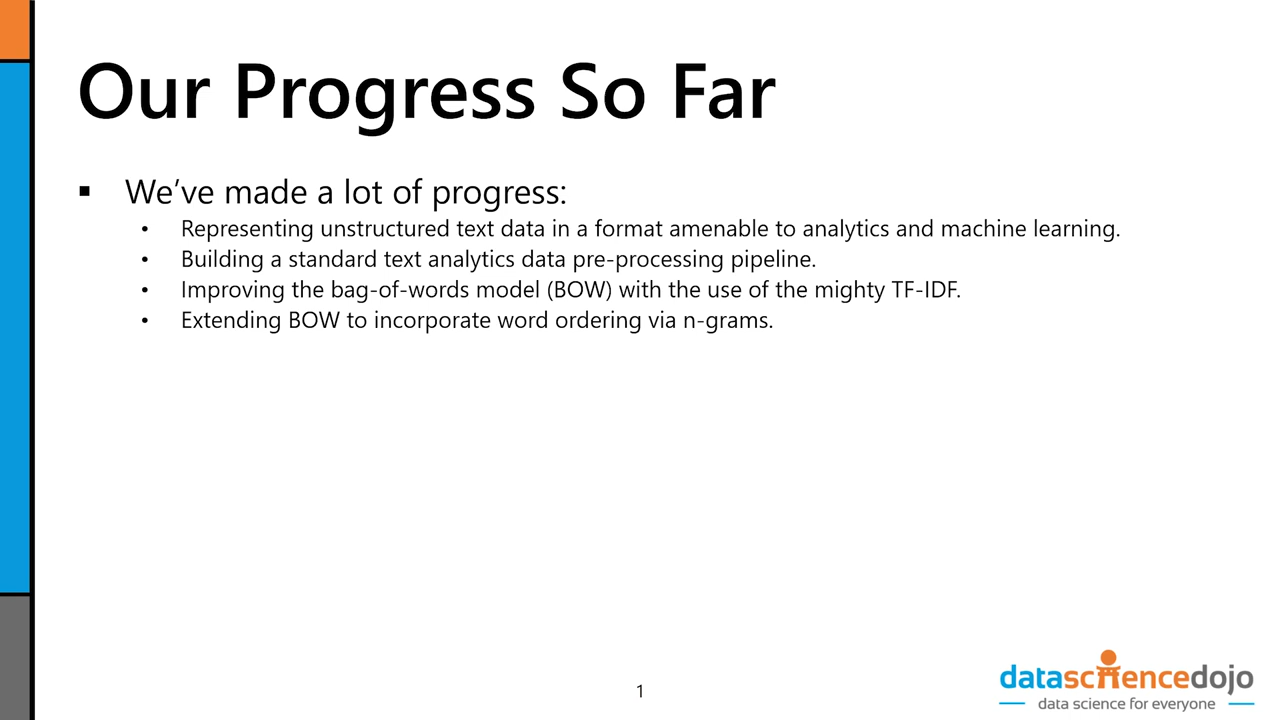 Our Progress So Far
▪ We’ve made a lot of progress:
• Representing unstructured text data in a format amenable to analytics and machine learning.
• Building a standard text analytics data pre-processing pipeline.
• Improving the bag-of-words model (BOW) with the use of the mighty TF-IDF.
• Extending BOW to incorporate word ordering via n-grams.
1
datasciencedojo
data science for everyone